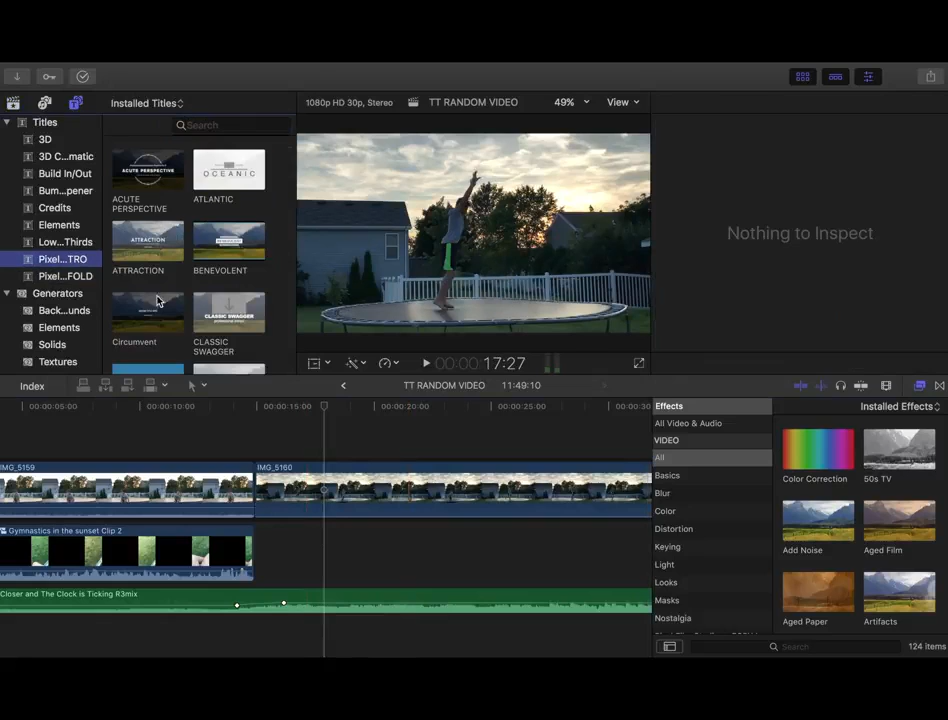 Installed Titles
1080p HD 30p, Stereo
TT RANDOM VIDEO
49%
View
Search
Titles
3D
3D C...matic
Build In/Out
Bum...pener
Credits
Elements
Low...Thirds
Pixel...TRO
Pixel...FOLD
Generators
Back...unds
Elements
Solids
Textures
ACUTE PERSPECTIVE
OCEANIC
ACUTE
PERSPECTIVE
ATLANTIC
ATTRACTION
BENEVOLENT
ATTRACTION
BENEVOLENT
CLASSIC SWAGGER
Circumvent
CLASSIC
SWAGGER
Nothing to Inspect
00:00:17:27
Index
TT RANDOM VIDEO
11:49:10
00:00:05:00
00:00:10:00
00:00:15:00
00:00:20:00
00:00:25:00
00:00:30
IMG_5159
IMG_5160
Gymnastics in the sunset Clip 2
Closer and The Clock is Ticking R3mix
Effects
Installed Effects
All Video & Audio
VIDEO
All
Basics
Blur
Color
Distortion
Keying
Light
Looks
Masks
Nostalgia
Color Correction
50s TV
Add Noise
Aged Film
Aged Paper
Artifacts
Search
124 items